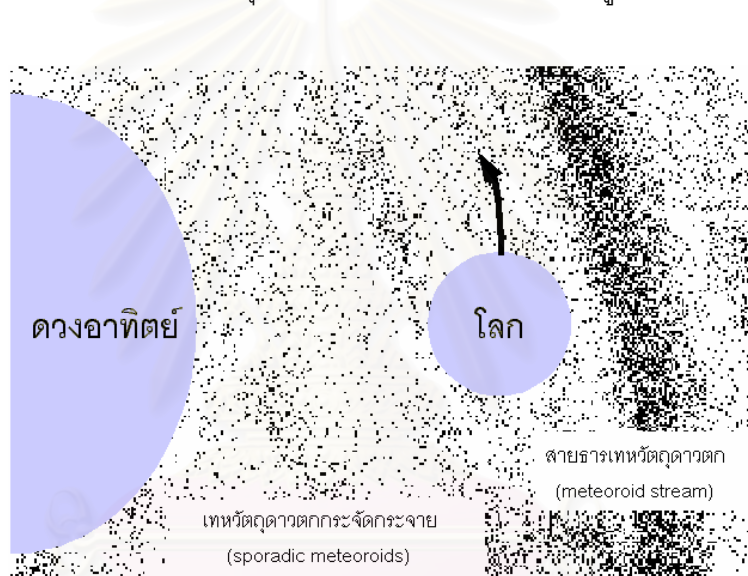 ดวงอาทิตย์
โลก
สายธารเทหวัตถุดาวตก
(meteoroid stream)
เทหวัตถุดาวตกกระจัดกระจาย
(sporadic meteoroids)